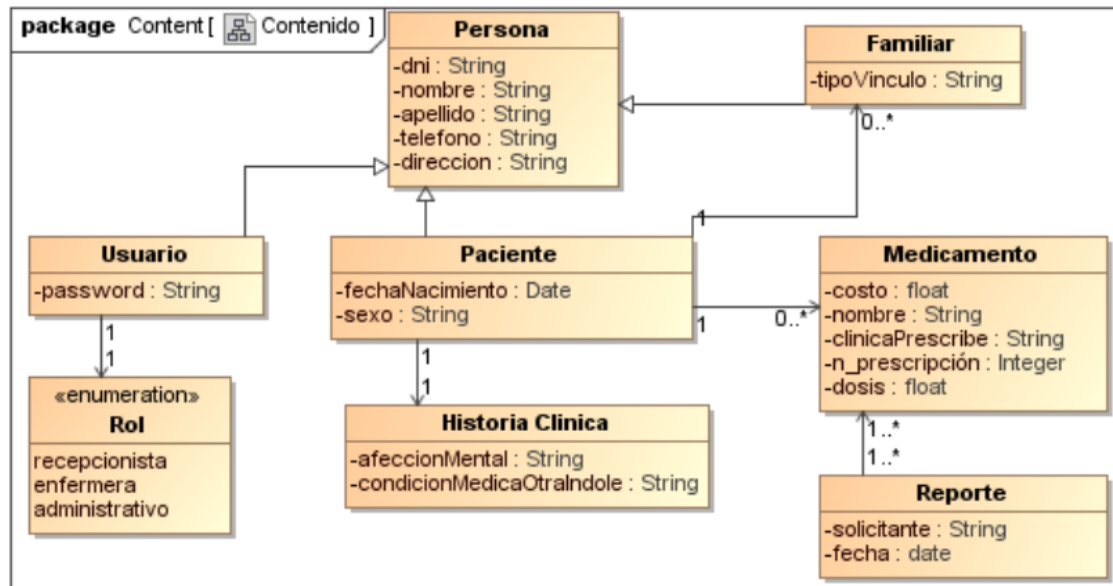 package Content [ Contenido ]
Persona
-dni : String
-nombre : String
-apellido : String
-telefono : String
-direccion : String
Familiar
-tipoVinculo : String
0..*
1
Usuario
-password : String
1
1
«enumeration»
Rol
recepcionista
enfermera
administrativo
Paciente
-fechaNacimiento : Date
-sexo : String
1
0..*
1
1
Historia Clinica
-afeccionMental : String
-condicionMedicaOtraIndole : String
Medicamento
-costo : float
-nombre : String
-clinicaPrescribe : String
-n_prescripción : Integer
-dosis : float
1..*
1..*
Reporte
-solicitante : String
-fecha : date